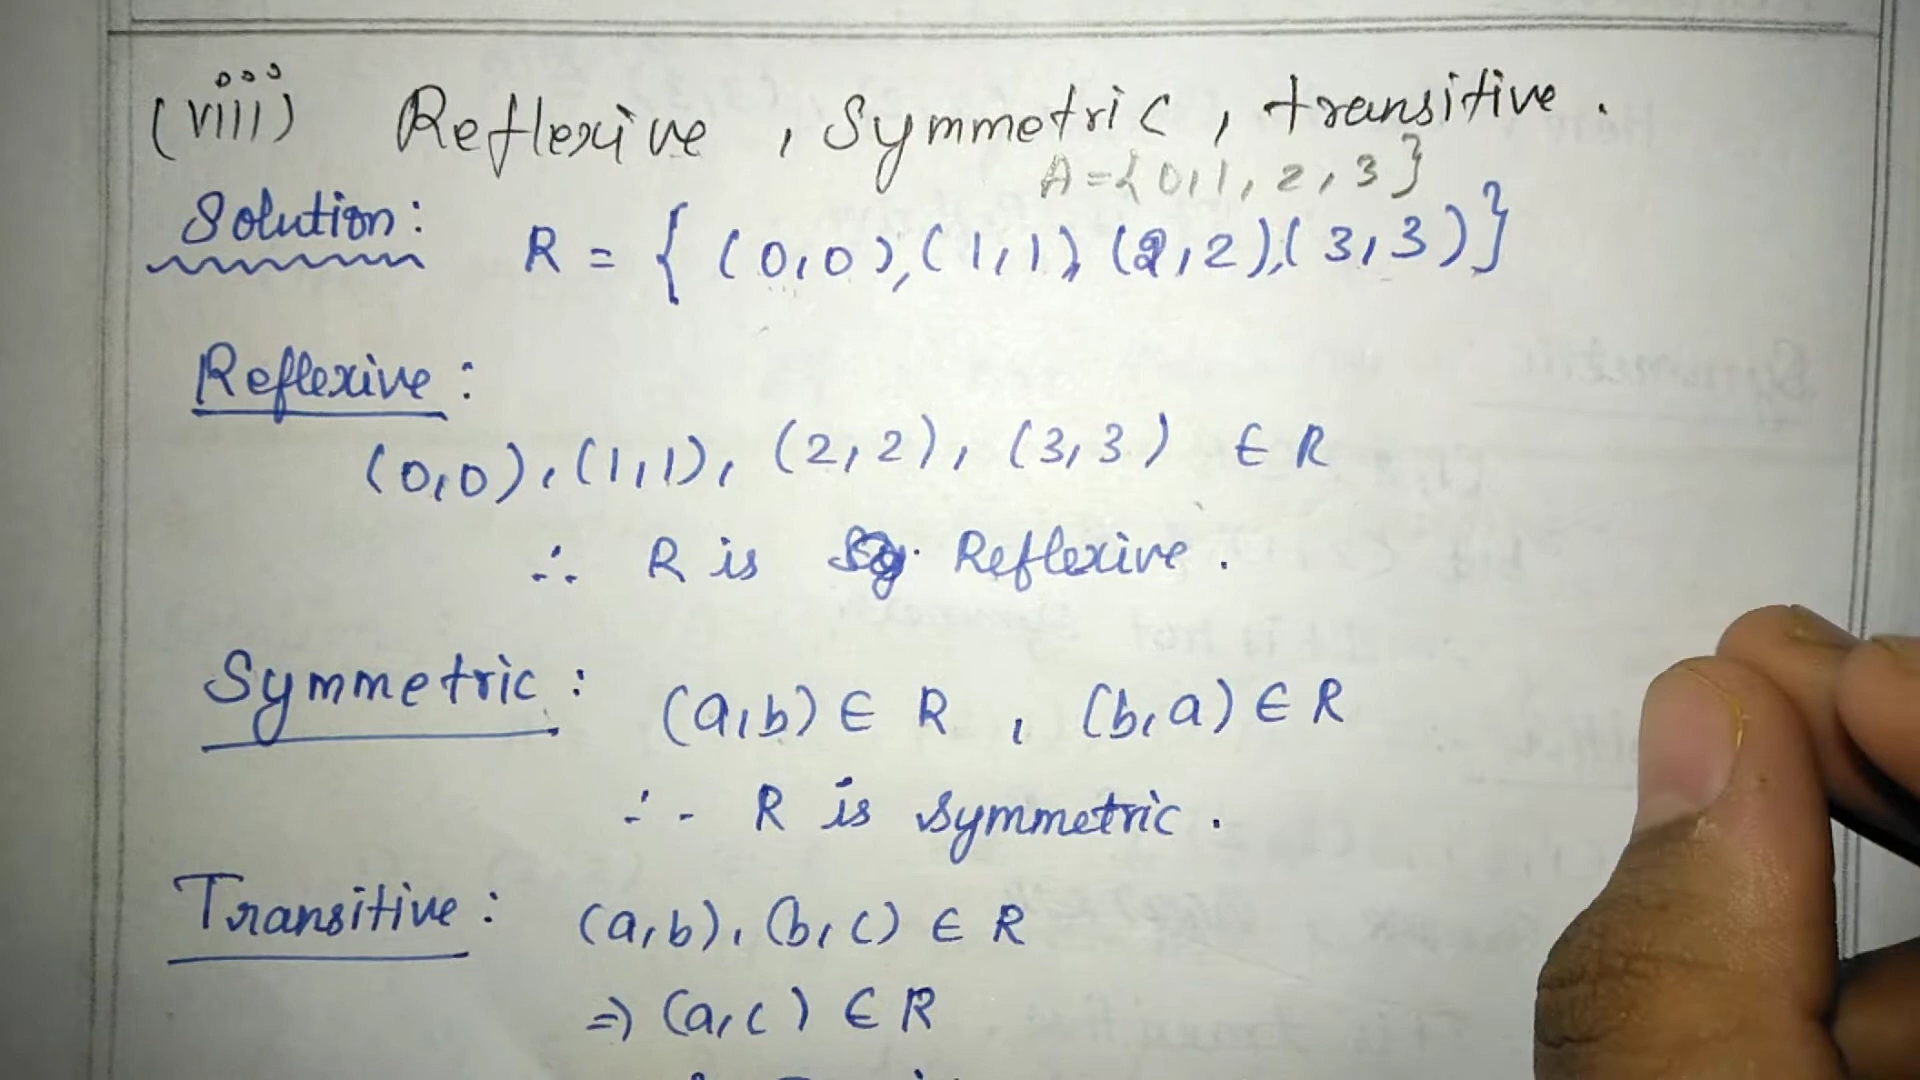 (viii) Reflexive, Symmetric, transitive.
A={0,1,2,3}
Solution: R = { (0,0),(1,1),(2,2),(3,3)}
Reflexive:
(0,0),(1,1), (2,2), (3,3) ∈ R
∴ R is Reflexive.
Symmetric: (a,b) ∈ R , (b,a) ∈ R
∴ R is symmetric.
Transitive: (a,b), (b,c) ∈ R
⇒ (a,c) ∈ R